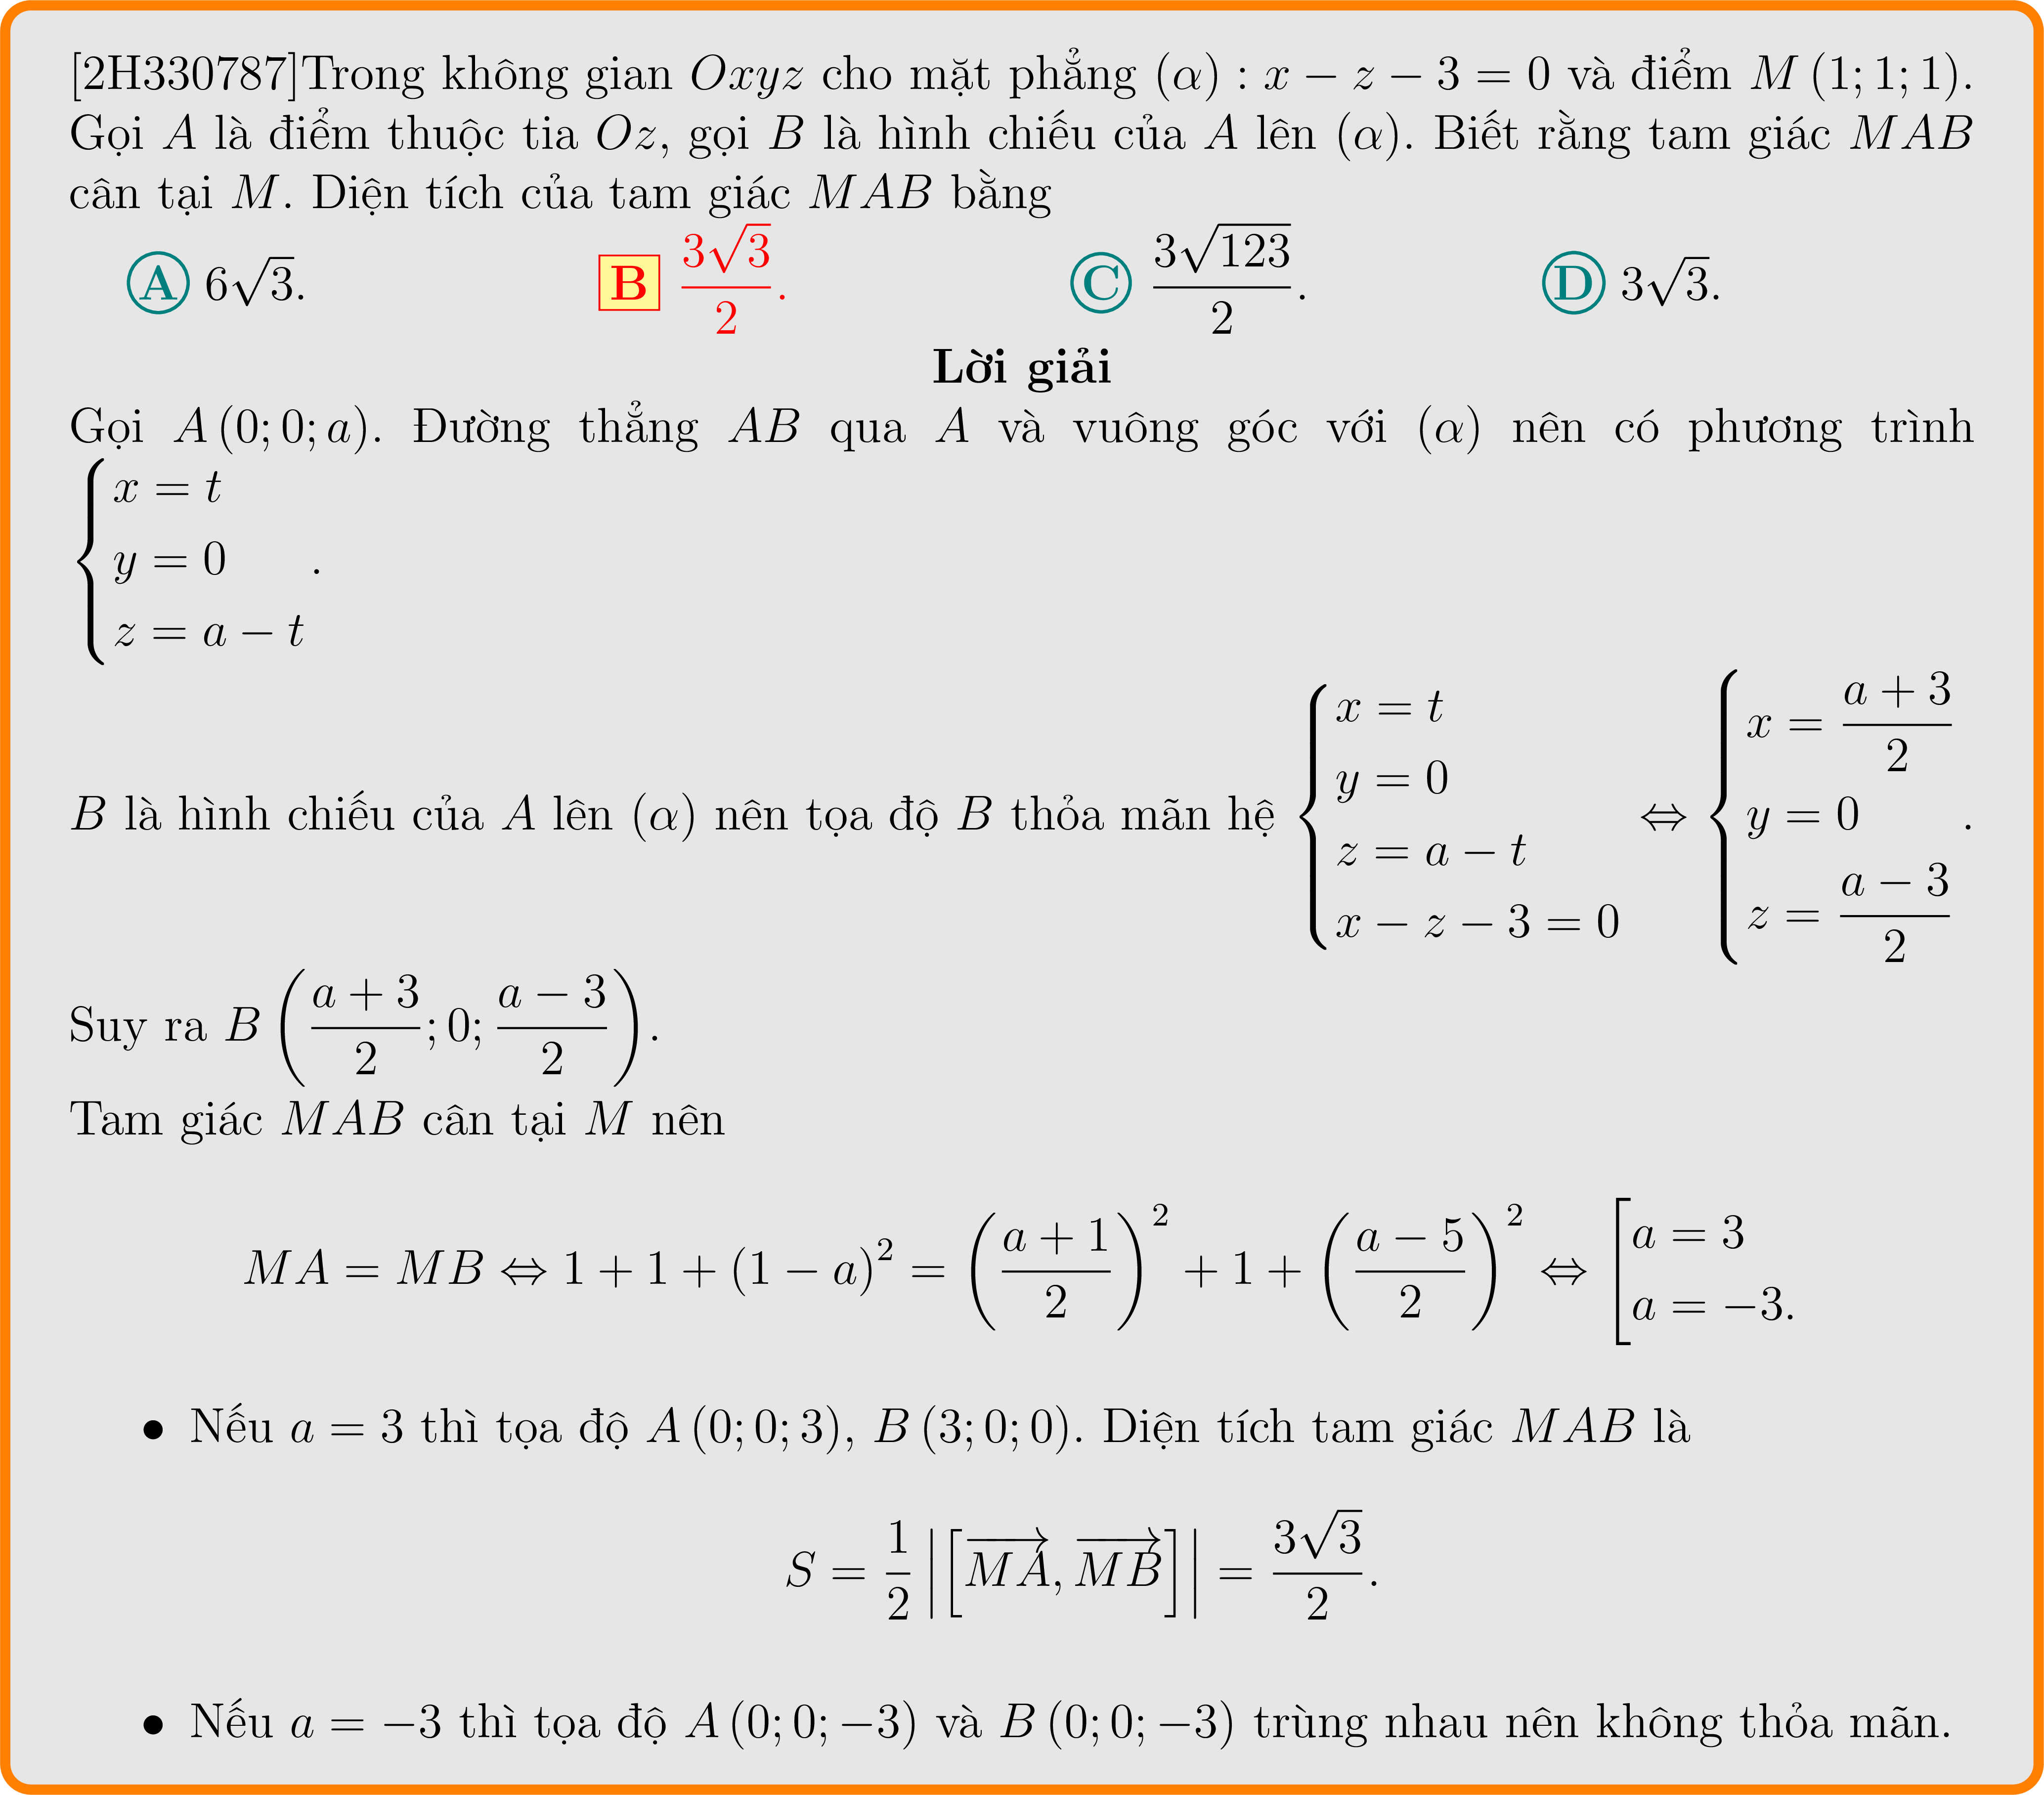 [2H330787]Trong không gian $Oxyz$ cho mặt phẳng $(\alpha) : x - z - 3 = 0$ và điểm $M(1; 1; 1)$.
Gọi $A$ là điểm thuộc tia $Oz$, gọi $B$ là hình chiếu của $A$ lên $(\alpha)$. Biết rằng tam giác $MAB$
cân tại $M$. Diện tích của tam giác $MAB$ bằng
A $6\sqrt{3}$. B $\dfrac{3\sqrt{3}}{2}$. C $\dfrac{3\sqrt{123}}{2}$. D $3\sqrt{3}$.
Lời giải
Gọi $A(0; 0; a)$. Đường thẳng $AB$ qua $A$ và vuông góc với $(\alpha)$ nên có phương trình
$\begin{cases} x = t \\ y = 0 \\ z = a - t \end{cases}$.
$B$ là hình chiếu của $A$ lên $(\alpha)$ nên tọa độ $B$ thỏa mãn hệ $\begin{cases} x = t \\ y = 0 \\ z = a - t \\ x - z - 3 = 0 \end{cases} \Leftrightarrow \begin{cases} x = \dfrac{a+3}{2} \\ y = 0 \\ z = \dfrac{a-3}{2} \end{cases}$.
Suy ra $B\left(\dfrac{a+3}{2}; 0; \dfrac{a-3}{2}\right)$.
Tam giác $MAB$ cân tại $M$ nên
$MA = MB \Leftrightarrow 1 + 1 + (1 - a)^2 = \left(\dfrac{a+1}{2}\right)^2 + 1 + \left(\dfrac{a-5}{2}\right)^2 \Leftrightarrow \left[\begin{array}{l} a = 3 \\ a = -3. \end{array}\right.$
• Nếu $a = 3$ thì tọa độ $A(0; 0; 3)$, $B(3; 0; 0)$. Diện tích tam giác $MAB$ là
$S = \dfrac{1}{2}\left|\left[\overrightarrow{MA}, \overrightarrow{MB}\right]\right| = \dfrac{3\sqrt{3}}{2}.$
• Nếu $a = -3$ thì tọa độ $A(0; 0; -3)$ và $B(0; 0; -3)$ trùng nhau nên không thỏa mãn.